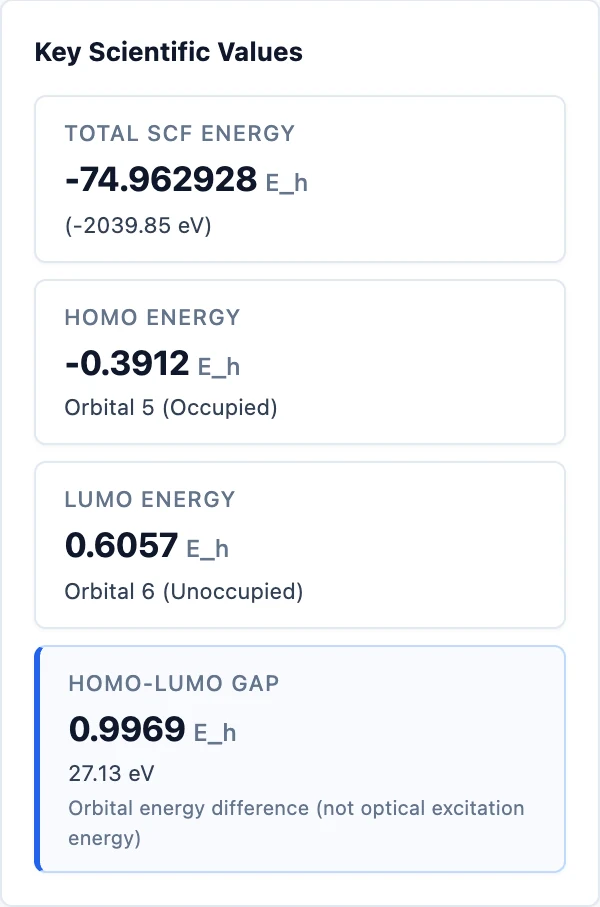 Key Scientific Values
TOTAL SCF ENERGY
-74.962928 E_h
(-2039.85 eV)
HOMO ENERGY
-0.3912 E_h
Orbital 5 (Occupied)
LUMO ENERGY
0.6057 E_h
Orbital 6 (Unoccupied)
HOMO-LUMO GAP
0.9969 E_h
27.13 eV
Orbital energy difference (not optical excitation
energy)